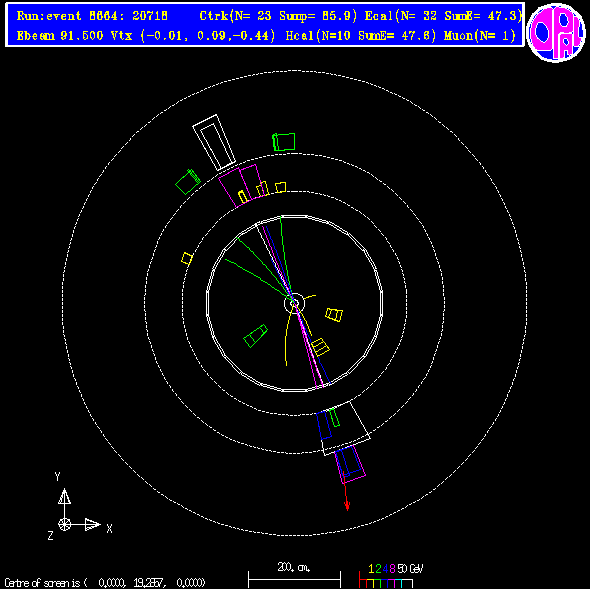 Run:event 8664: 20718 Ctrk(N= 23 Sump= 85.9) Ecal(N= 32 SumE= 47.3)
Ebeam 91.500 Vtx (-0.01, 0.09,-0.44) Hcal(N=10 SumE= 47.6) Muon(N= 1)
OPAL
Y
X
Z
200. cm.
1 2 4 8 50 GeV
Centre of screen is ( 0.0000, 19.2857, 0.0000)